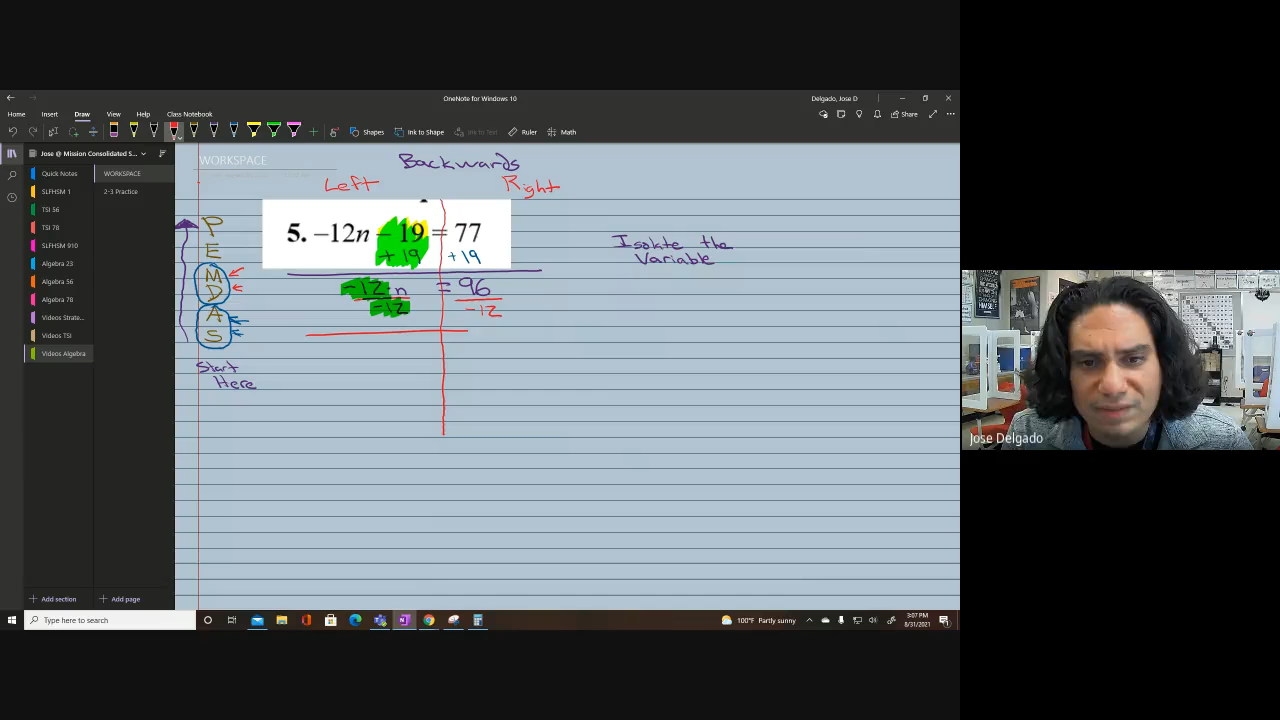 OneNote for Windows 10
Delgado, Jose D
Home Insert Draw View Help Class Notebook
Shapes Ink to Shape Ink to Text Ruler Math
Share
Jose @ Mission Consolidated S...
Quick Notes
SLFHSM 1
TSI 56
TSI 78
SLFHSM 910
Algebra 23
Algebra 56
Algebra 78
Videos Strate...
Videos TSI
Videos Algebra
WORKSPACE
2-3 Practice
WORKSPACE
Backwards
Left Right
5. −12n − 19 = 77
+ 19 +19
-12n = 96
-12 -12
P
E
M
D
A
S
Start
Here
Isolate the
Variable
Jose Delgado
Add section
Add page
Type here to search
100°F Partly sunny
3:07 PM
8/31/2021